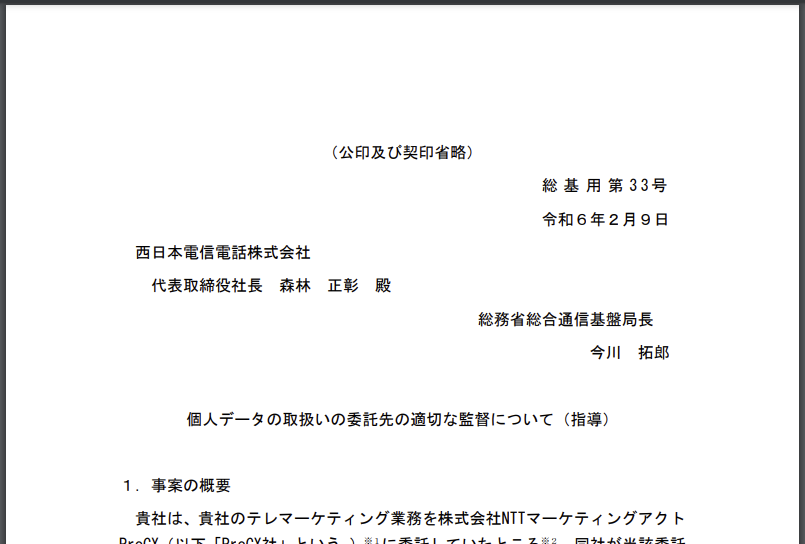 （公印及び契印省略）
総基用第33号
令和６年２月９日
西日本電信電話株式会社
代表取締役社長　森林　正彰　殿
総務省総合通信基盤局長
今川　拓郎
個人データの取扱いの委託先の適切な監督について（指導）
１．事案の概要
貴社は、貴社のテレマーケティング業務を株式会社NTTマーケティングアクト
ProCX（以下「ProCX社」という。）※1に委託していたところ※2、同社が当該委託